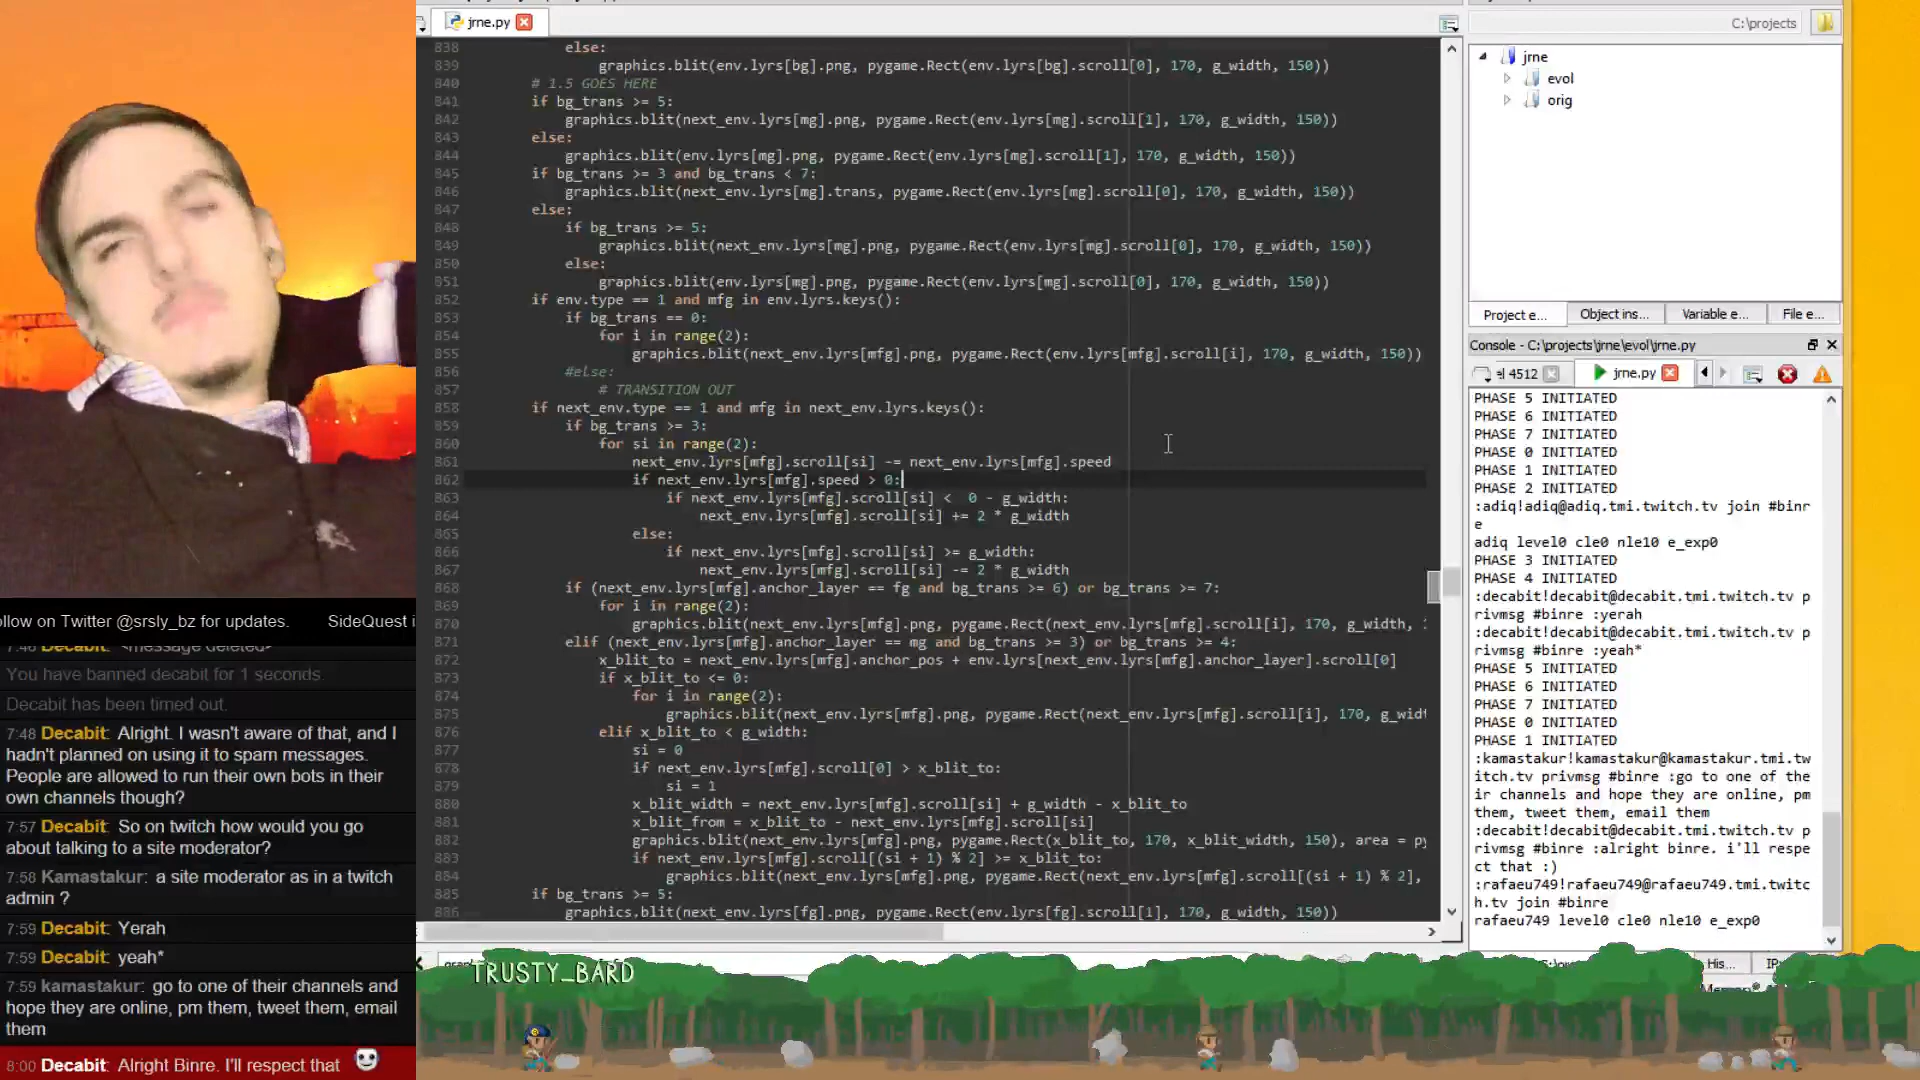 jrne.py
C:\projects
838 else:
839 graphics.blit(env.lyrs[bg].png, pygame.Rect(env.lyrs[bg].scroll[0], 170, g_width, 150))
840 # 1.5 GOES HERE
841 if bg_trans >= 5:
842 graphics.blit(next_env.lyrs[mg].png, pygame.Rect(env.lyrs[mg].scroll[1], 170, g_width, 150))
843 else:
844 graphics.blit(env.lyrs[mg].png, pygame.Rect(env.lyrs[mg].scroll[1], 170, g_width, 150))
845 if bg_trans >= 3 and bg_trans < 7:
846 graphics.blit(next_env.lyrs[mg].trans, pygame.Rect(env.lyrs[mg].scroll[0], 170, g_width, 150))
847 else:
848 if bg_trans >= 5:
849 graphics.blit(next_env.lyrs[mg].png, pygame.Rect(env.lyrs[mg].scroll[0], 170, g_width, 150))
850 else:
851 graphics.blit(env.lyrs[mg].png, pygame.Rect(env.lyrs[mg].scroll[0], 170, g_width, 150))
852 if env.type == 1 and mfg in env.lyrs.keys():
853 if bg_trans == 0:
854 for i in range(2):
855 graphics.blit(next_env.lyrs[mfg].png, pygame.Rect(env.lyrs[mfg].scroll[i], 170, g_width, 150))
856 #else:
857 # TRANSITION OUT
858 if next_env.type == 1 and mfg in next_env.lyrs.keys():
859 if bg_trans >= 3:
860 for si in range(2):
861 next_env.lyrs[mfg].scroll[si] -= next_env.lyrs[mfg].speed
862 if next_env.lyrs[mfg].speed > 0:
863 if next_env.lyrs[mfg].scroll[si] < 0 - g_width:
864 next_env.lyrs[mfg].scroll[si] += 2 * g_width
865 else:
866 if next_env.lyrs[mfg].scroll[si] >= g_width:
867 next_env.lyrs[mfg].scroll[si] -= 2 * g_width
868 if (next_env.lyrs[mfg].anchor_layer == fg and bg_trans >= 6) or bg_trans >= 7:
869 for i in range(2):
870 graphics.blit(next_env.lyrs[mfg].png, pygame.Rect(next_env.lyrs[mfg].scroll[i], 170, g_width, 1
871 elif (next_env.lyrs[mfg].anchor_layer == mg and bg_trans >= 3) or bg_trans >= 4:
872 x_blit_to = next_env.lyrs[mfg].anchor_pos + env.lyrs[next_env.lyrs[mfg].anchor_layer].scroll[0]
873 if x_blit_to <= 0:
874 for i in range(2):
875 graphics.blit(next_env.lyrs[mfg].png, pygame.Rect(next_env.lyrs[mfg].scroll[i], 170, g_widt
876 elif x_blit_to < g_width:
877 si = 0
878 if next_env.lyrs[mfg].scroll[0] > x_blit_to:
879 si = 1
880 x_blit_width = next_env.lyrs[mfg].scroll[si] + g_width - x_blit_to
881 x_blit_from = x_blit_to - next_env.lyrs[mfg].scroll[si]
882 graphics.blit(next_env.lyrs[mfg].png, pygame.Rect(x_blit_to, 170, x_blit_width, 150), area = py
883 if next_env.lyrs[mfg].scroll[(si + 1) % 2] >= x_blit_to:
884 graphics.blit(next_env.lyrs[mfg].png, pygame.Rect(next_env.lyrs[mfg].scroll[(si + 1) % 2],
885 if bg_trans >= 5:
886 graphics.blit(next_env.lyrs[fg].png, pygame.Rect(env.lyrs[fg].scroll[1], 170, g_width, 150))
jrne
evol
orig
Project e... Object ins... Variable e... File e...
Console - C:\projects\jrne\evol\jrne.py
el 4512 jrne.py
PHASE 5 INITIATED
PHASE 6 INITIATED
PHASE 7 INITIATED
PHASE 0 INITIATED
PHASE 1 INITIATED
PHASE 2 INITIATED
:adiq!adiq@adiq.tmi.twitch.tv join #binr
e
adiq level0 cle0 nle10 e_exp0
PHASE 3 INITIATED
PHASE 4 INITIATED
:decabit!decabit@decabit.tmi.twitch.tv p
rivmsg #binre :yerah
:decabit!decabit@decabit.tmi.twitch.tv p
rivmsg #binre :yeah*
PHASE 5 INITIATED
PHASE 6 INITIATED
PHASE 7 INITIATED
PHASE 0 INITIATED
PHASE 1 INITIATED
:kamastakur!kamastakur@kamastakur.tmi.tw
itch.tv privmsg #binre :go to one of the
ir channels and hope they are online, pm
them, tweet them, email them
:decabit!decabit@decabit.tmi.twitch.tv p
rivmsg #binre :alright binre. i'll respe
ct that :)
:rafaeu749!rafaeu749@rafaeu749.tmi.twitc
h.tv join #binre
rafaeu749 level0 cle0 nle10 e_exp0
His...
ollow on Twitter @srsly_bz for updates. SideQuest i
7:46 Decabit: <message deleted>
You have banned decabit for 1 seconds.
Decabit has been timed out.
7:48 Decabit: Alright. I wasn't aware of that, and I
hadn't planned on using it to spam messages.
People are allowed to run their own bots in their
own channels though?
7:57 Decabit: So on twitch how would you go
about talking to a site moderator?
7:58 Kamastakur: a site moderator as in a twitch
admin ?
7:59 Decabit: Yerah
7:59 Decabit: yeah*
7:59 kamastakur: go to one of their channels and
hope they are online, pm them, tweet them, email
them
8:00 Decabit: Alright Binre. I'll respect that
TRUSTY_BARD